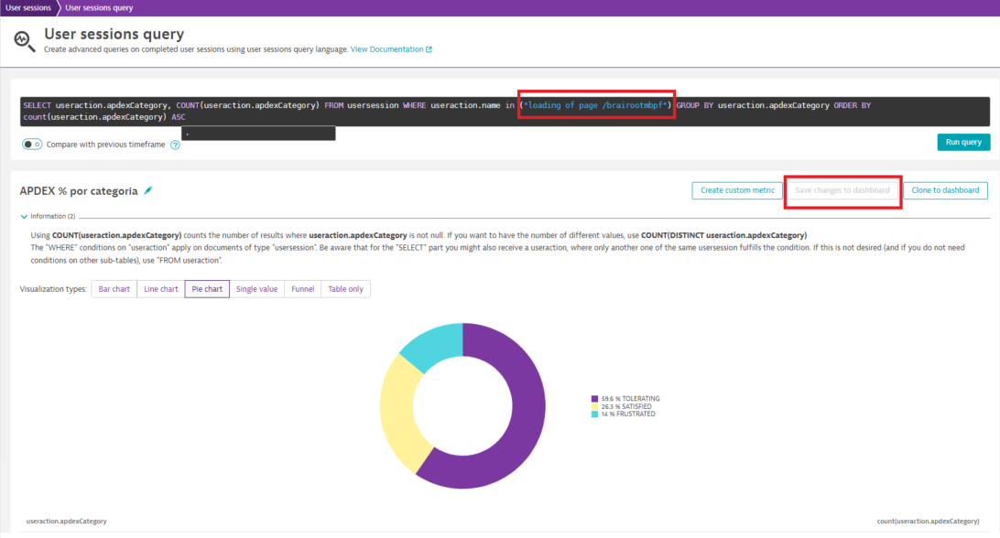 User sessions User sessions query
User sessions query
Create advanced queries on completed user sessions using user sessions query language. View Documentation
SELECT useraction.apdexCategory, COUNT(useraction.apdexCategory) FROM usersession WHERE useraction.name in ("loading of page /brairootmbpf") GROUP BY useraction.apdexCategory ORDER BY
count(useraction.apdexCategory) ASC
Compare with previous timeframe ?
Run query
APDEX % por categoria
Create custom metric Save changes to dashboard Clone to dashboard
Information (2)
Using COUNT(useraction.apdexCategory) counts the number of results where useraction.apdexCategory is not null. If you want to have the number of different values, use COUNT(DISTINCT useraction.apdexCategory)
The "WHERE" conditions on "useraction" apply on documents of type "usersession". Be aware that for the "SELECT" part you might also receive a useraction, where only another one of the same usersession fulfills the condition. If this is not desired (and if you do not need
conditions on other sub-tables), use "FROM useraction".
Visualization types: Bar chart Line chart Pie chart Single value Funnel Table only
59.6 % TOLERATING
26.3 % SATISFIED
14 % FRUSTRATED
useraction.apdexCategory count(useraction.apdexCategory)